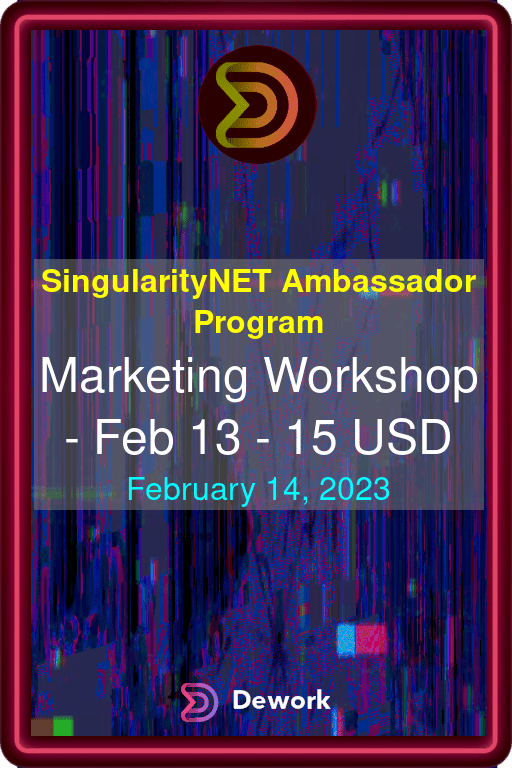 SingularityNET Ambassador
Program
Marketing Workshop
- Feb 13 - 15 USD
February 14, 2023
Dework